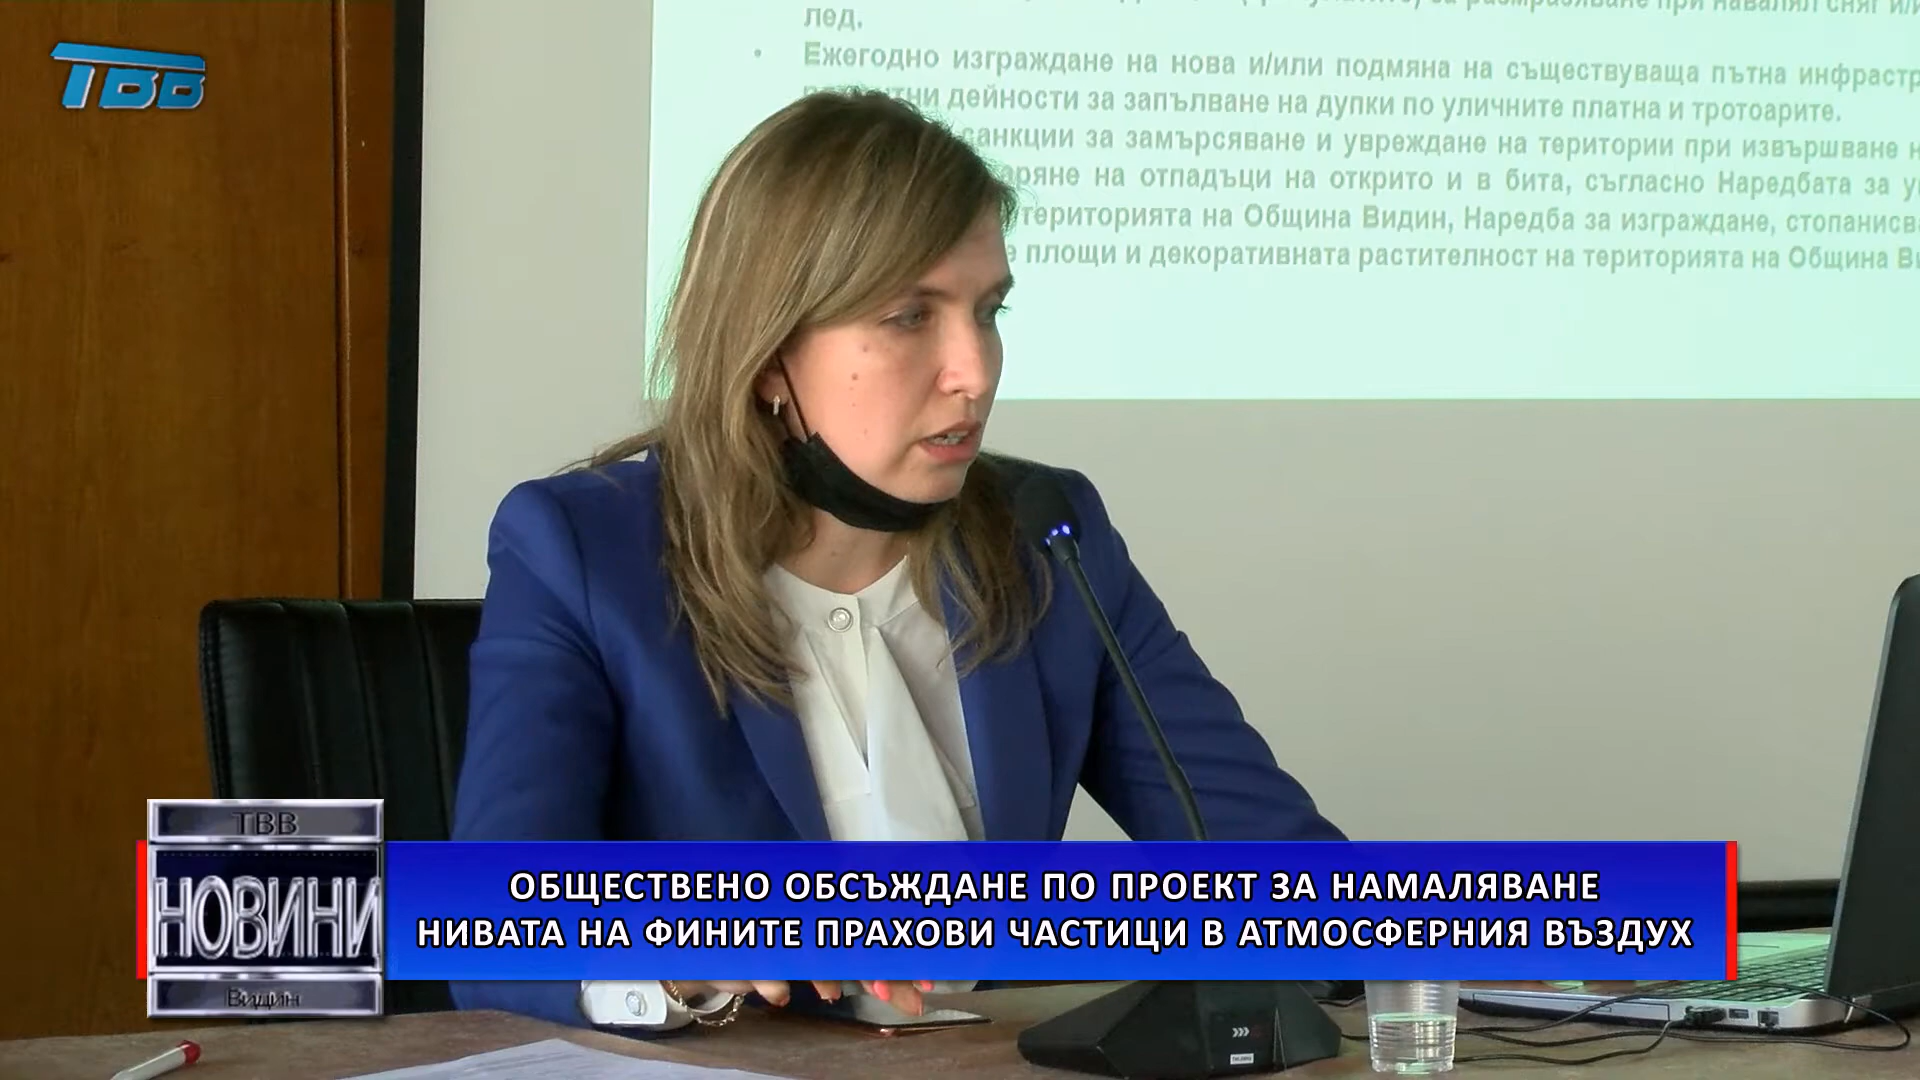 ТВВ
лед.
• Ежегодно изграждане на нова и/или подмяна на съществуваща пътна
дейности за запълване на дупки по уличните платна и тротоарите.
санкции за замърсяване и увреждане на територии при извършване
на отпадъци на открито и в бита, съгласно Наредбата за
територията на Община Видин, Наредба за изграждане,
площи и декоративната растителност на територията на Община
ТВВ
НОВИНИ
Видин
ОБЩЕСТВЕНО ОБСЪЖДАНЕ ПО ПРОЕКТ ЗА НАМАЛЯВАНЕ
НИВАТА НА ФИНИТЕ ПРАХОВИ ЧАСТИЦИ В АТМОСФЕРНИЯ ВЪЗДУХ